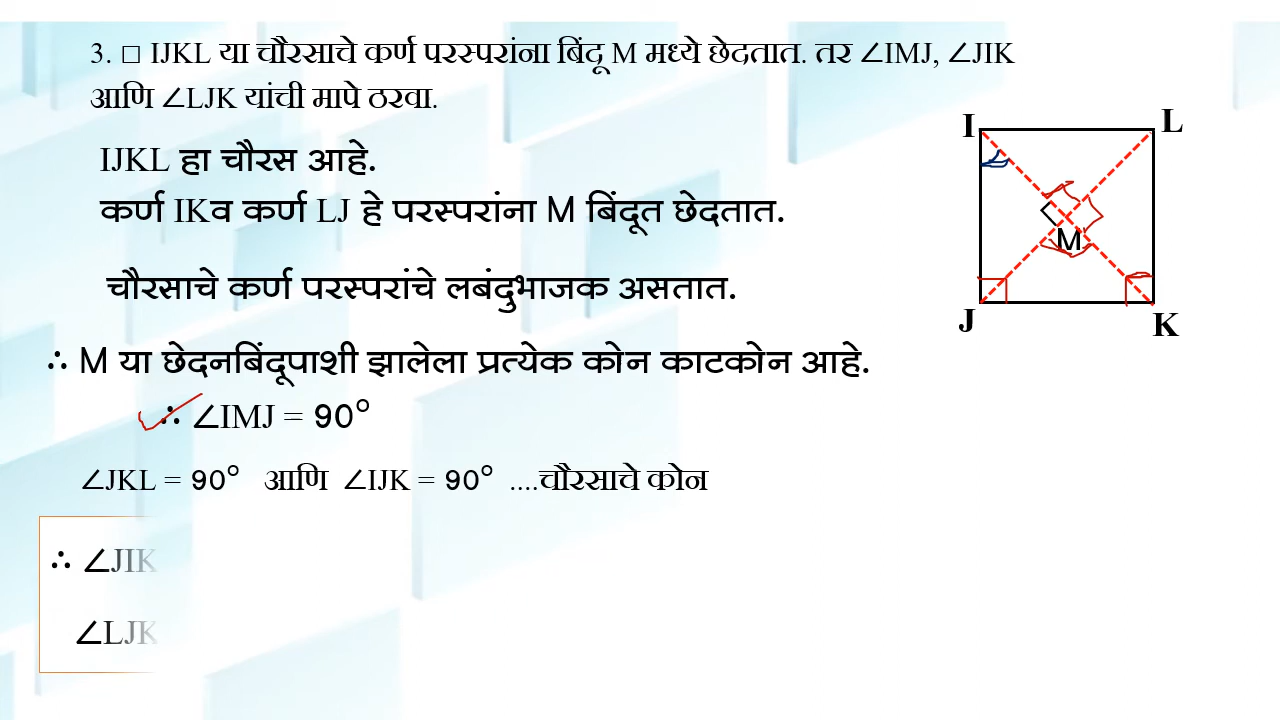 3. □ IJKL या चौरसाचे कर्ण परस्परांना बिंदू M मध्ये छेदतात. तर ∠IMJ, ∠JIK
आणि ∠LJK यांची मापे ठरवा.
IJKL हा चौरस आहे.
कर्ण IKव कर्ण LJ हे परस्परांना M बिंदूत छेदतात.
चौरसाचे कर्ण परस्परांचे लबंदुभाजक असतात.
∴ M या छेदनबिंदूपाशी झालेला प्रत्येक कोन काटकोन आहे.
∴ ∠IMJ = 90°
∠JKL = 90° आणि ∠IJK = 90° ....चौरसाचे कोन
∴ ∠JIK
∠LJK
I L
M
J K